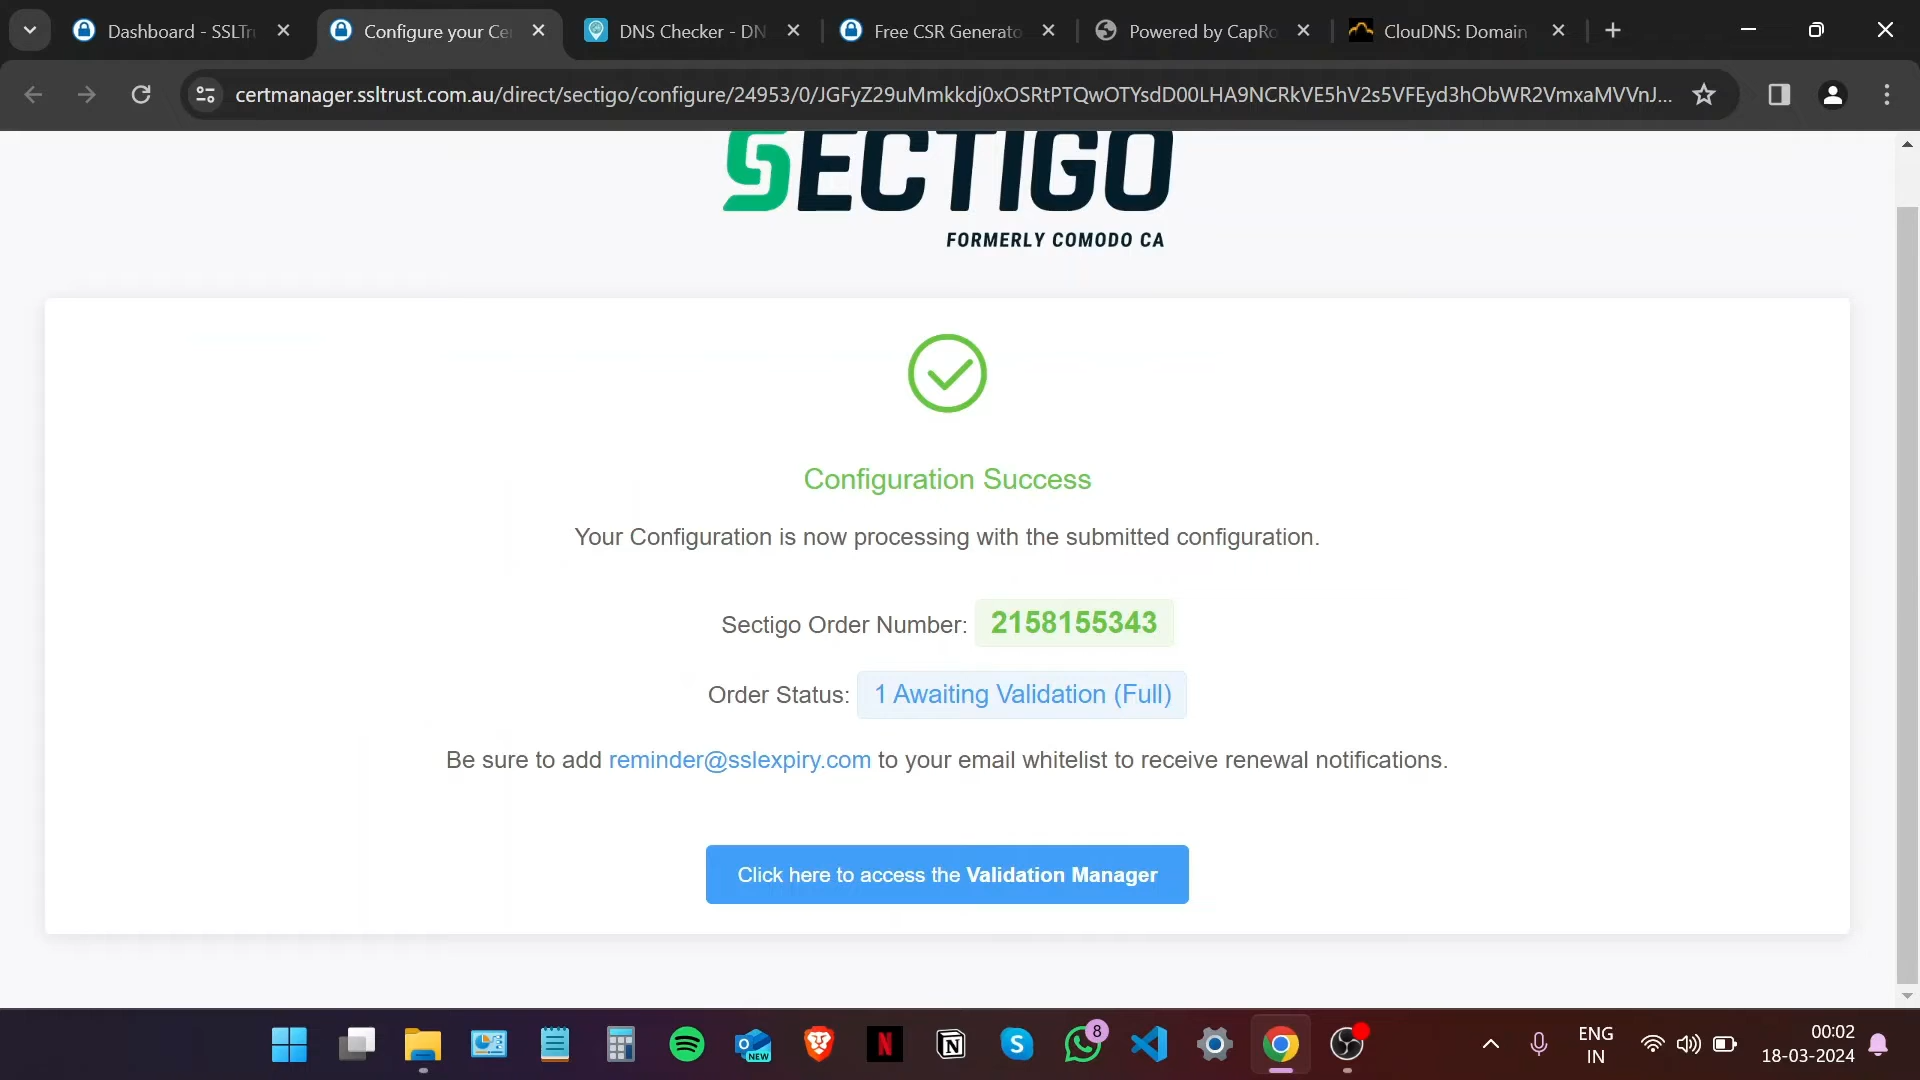 Dashboard - SSLTru
Configure your Cer
DNS Checker - DN
Free CSR Generato
Powered by CapRo
ClouDNS: Domain
certmanager.ssltrust.com.au/direct/sectigo/configure/24953/0/JGFyZ29uMmkkdj0xOSRtPTQwOTYsdD00LHA9NCRkVE5hV2s5VFEyd3hObWR2VmxaMVVnJ...
SECTIGO
FORMERLY COMODO CA
Configuration Success
Your Configuration is now processing with the submitted configuration.
Sectigo Order Number: 2158155343
Order Status: 1 Awaiting Validation (Full)
Be sure to add reminder@sslexpiry.com to your email whitelist to receive renewal notifications.
Click here to access the Validation Manager
NEW
8
ENG
IN
00:02
18-03-2024